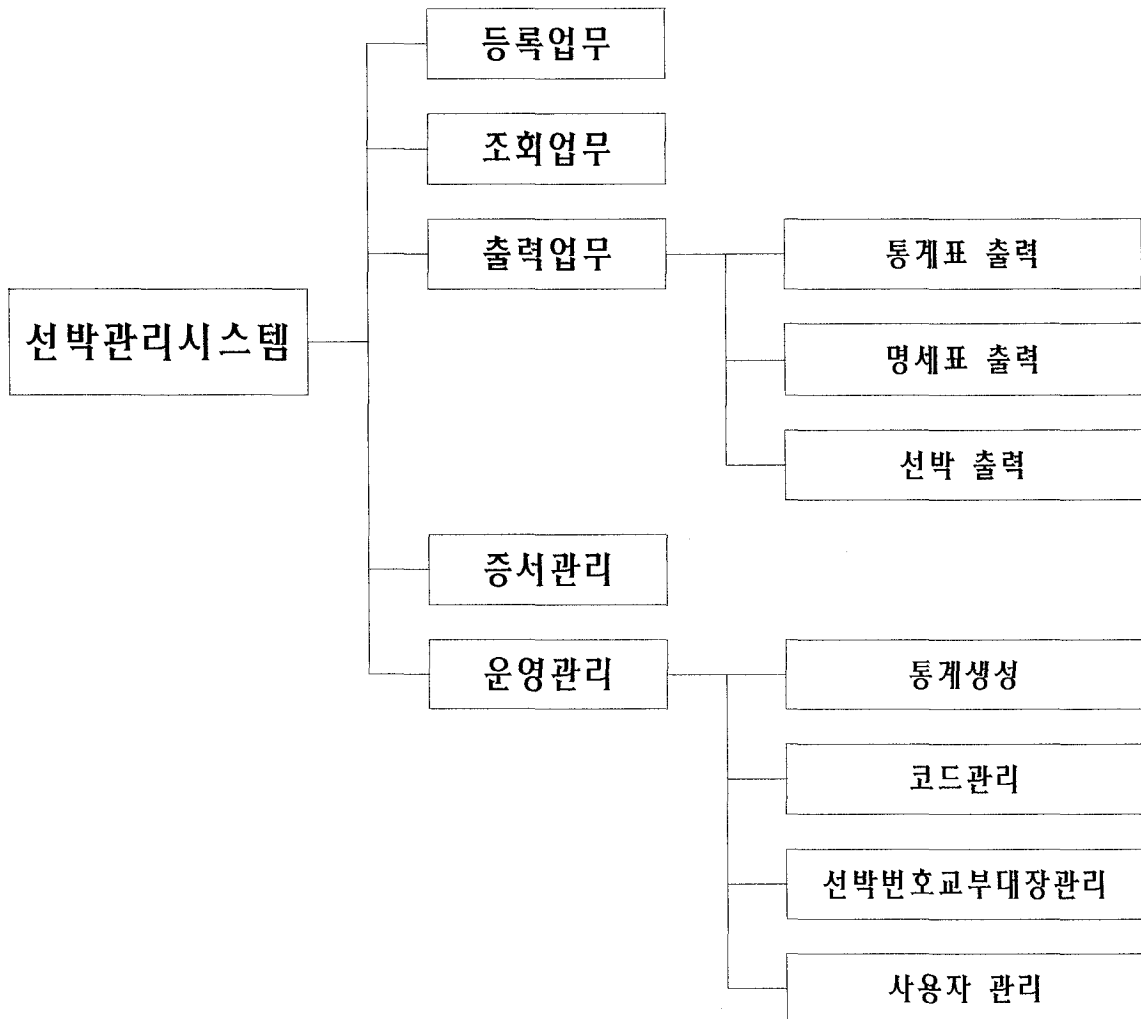 선박관리시스템
등록업무
조회업무
출력업무
통계표 출력
명세표 출력
선박 출력
증서관리
운영관리
통계생성
코드관리
선박번호교부대장관리
사용자 관리